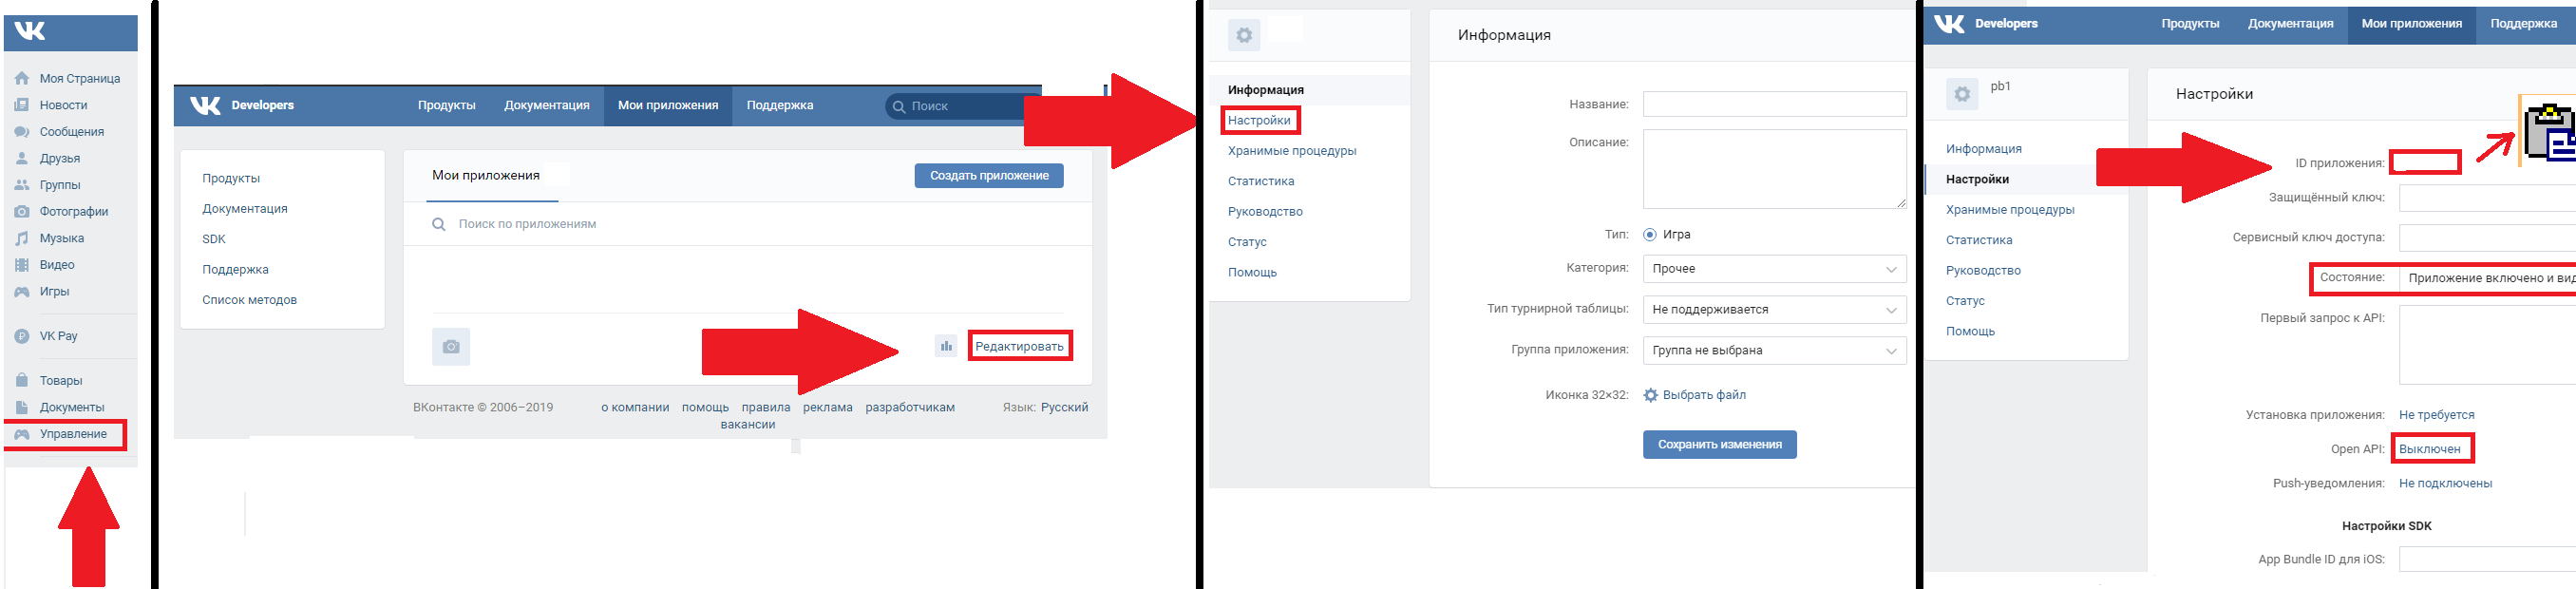 VK
Моя Страница
Новости
Сообщения
Друзья
Группы
Фотографии
Музыка
Видео
Игры
VK Pay
Товары
Документы
Управление
VK Developers Продукты Документация Мои приложения Поддержка Поиск
Продукты
Документация
SDK
Поддержка
Список методов
Мои приложения Создать приложение
Поиск по приложениям
Редактировать
ВКонтакте © 2006–2019 о компании помощь правила реклама разработчикам Язык: Русский
вакансии
Информация
Настройки
Хранимые процедуры
Статистика
Руководство
Статус
Помощь
Информация
Название:
Описание:
Тип: Игра
Категория: Прочее
Тип турнирной таблицы: Не поддерживается
Группа приложения: Группа не выбрана
Иконка 32×32: Выбрать файл
Сохранить изменения
VK Developers Продукты Документация Мои приложения Поддержка
pb1
Информация
Настройки
Хранимые процедуры
Статистика
Руководство
Статус
Помощь
Настройки
ID приложения:
Защищённый ключ:
Сервисный ключ доступа:
Состояние: Приложение включено и вид
Первый запрос к API:
Установка приложения: Не требуется
Open API: Выключен
Push-уведомления: Не подключены
Настройки SDK
App Bundle ID для iOS: